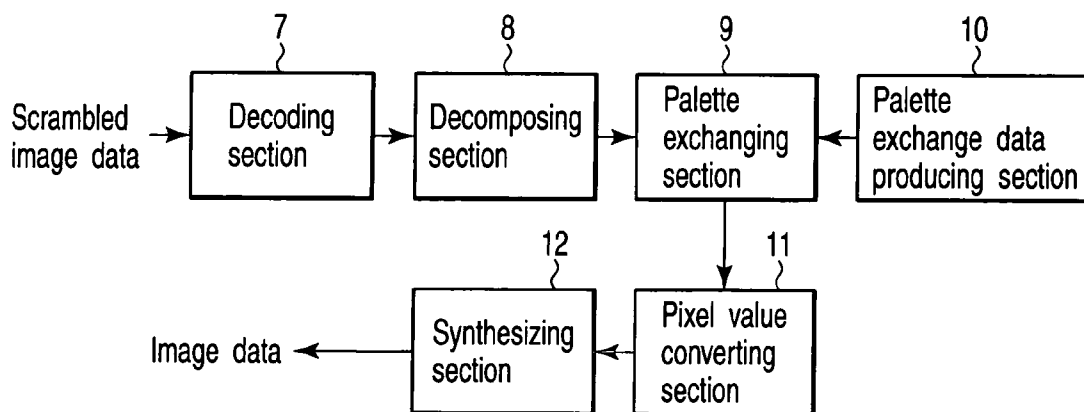 7
8
9
10
Scrambled
image data
Decoding
section
Decomposing
section
Palette
exchanging
section
Palette
exchange data
producing section
12
11
Image data
Synthesizing
section
Pixel value
converting
section